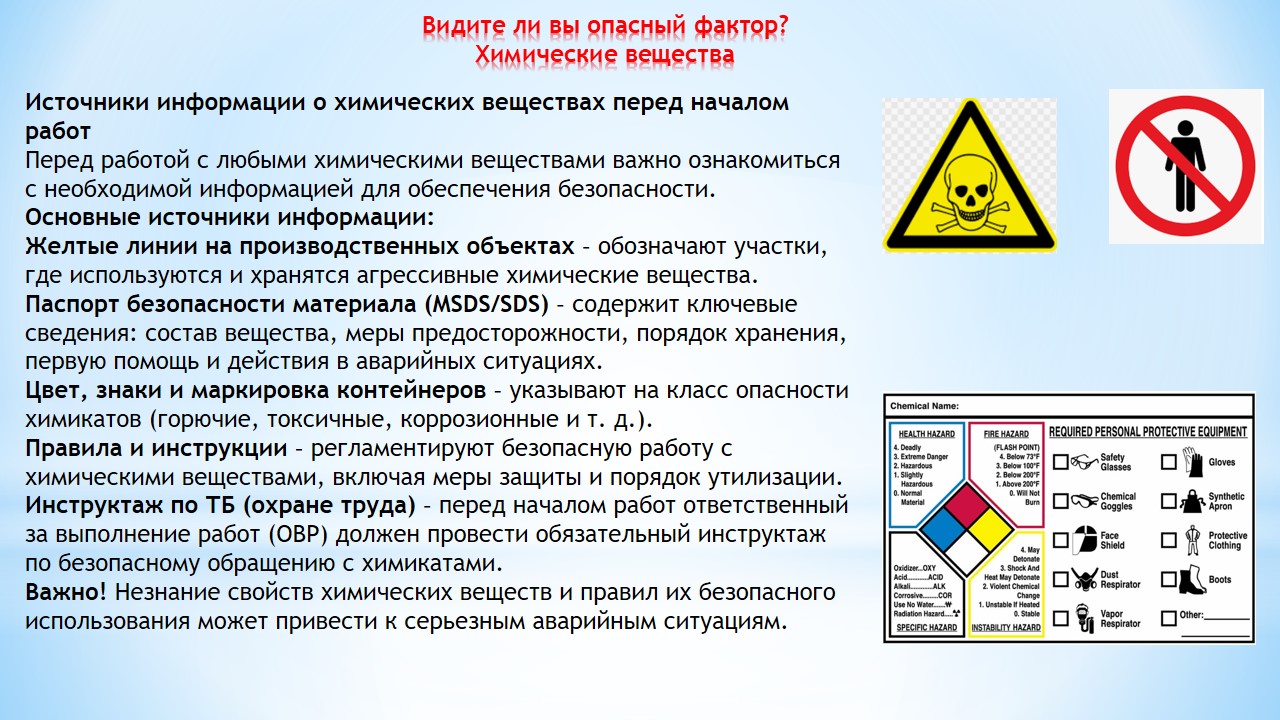 Видите ли вы опасный фактор?
Химические вещества
Источники информации о химических веществах перед началом
работ
Перед работой с любыми химическими веществами важно ознакомиться
с необходимой информацией для обеспечения безопасности.
Основные источники информации:
Желтые линии на производственных объектах – обозначают участки,
где используются и хранятся агрессивные химические вещества.
Паспорт безопасности материала (MSDS/SDS) – содержит ключевые
сведения: состав вещества, меры предосторожности, порядок хранения,
первую помощь и действия в аварийных ситуациях.
Цвет, знаки и маркировка контейнеров – указывают на класс опасности
химикатов (горючие, токсичные, коррозионные и т. д.).
Правила и инструкции – регламентируют безопасную работу с
химическими веществами, включая меры защиты и порядок утилизации.
Инструктаж по ТБ (охране труда) – перед началом работ ответственный
за выполнение работ (ОВР) должен провести обязательный инструктаж
по безопасному обращению с химикатами.
Важно! Незнание свойств химических веществ и правил их безопасного
использования может привести к серьезным аварийным ситуациям.
Chemical Name:
HEALTH HAZARD
4. Deadly
3. Extreme Danger
2. Hazardous
1. Slightly
Hazardous
0. Normal
Material
FIRE HAZARD
(FLASH POINT)
4. Below 73°F
3. Below 100°F
2. Below 200°F
1. Above 200°F
0. Will Not
Burn
Oxidizer...OXY
Acid...........ACID
Alkali...........ALK
Corrosive........COR
Use No Water......W
Radiation Hazard....
SPECIFIC HAZARD
4. May
Detonate
3. Shock And
Heat May Detonate
2. Violent Chemical
Change
1. Unstable If Heated
0. Stable
INSTABILITY HAZARD
REQUIRED PERSONAL PROTECTIVE EQUIPMENT
Safety
Glasses
Gloves
Chemical
Goggles
Synthetic
Apron
Face
Shield
Protective
Clothing
Dust
Respirator
Boots
Vapor
Respirator
Other:________